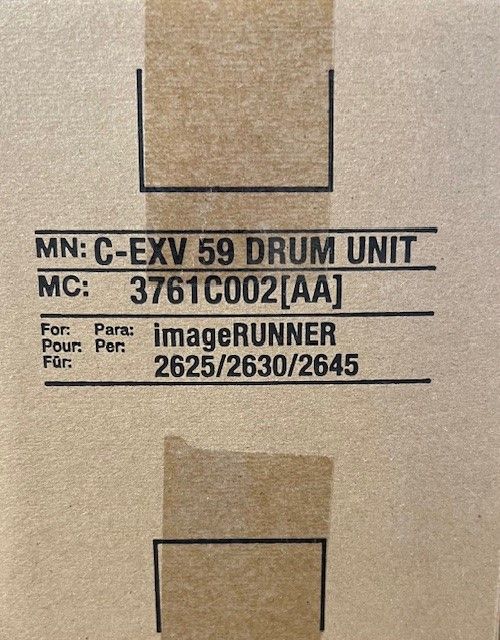 MN: C-EXV 59 DRUM UNIT
MC: 3761C002[AA]
For: Para: imageRUNNER
Pour: Per:
Für: 2625/2630/2645